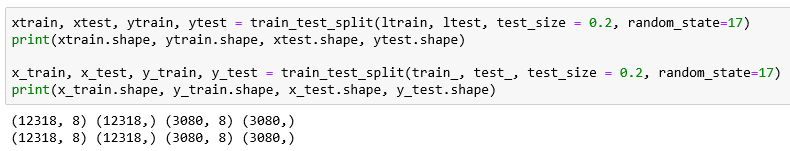 xtrain, xtest, ytrain, ytest = train_test_split(ltrain, ltest, test_size = 0.2, random_state=17)
print(xtrain.shape, ytrain.shape, xtest.shape, ytest.shape)
x_train, x_test, y_train, y_test = train_test_split(train_, test_, test_size = 0.2, random_state=17)
print(x_train.shape, y_train.shape, x_test.shape, y_test.shape)
(12318, 8) (12318,) (3080, 8) (3080,)
(12318, 8) (12318,) (3080, 8) (3080,)